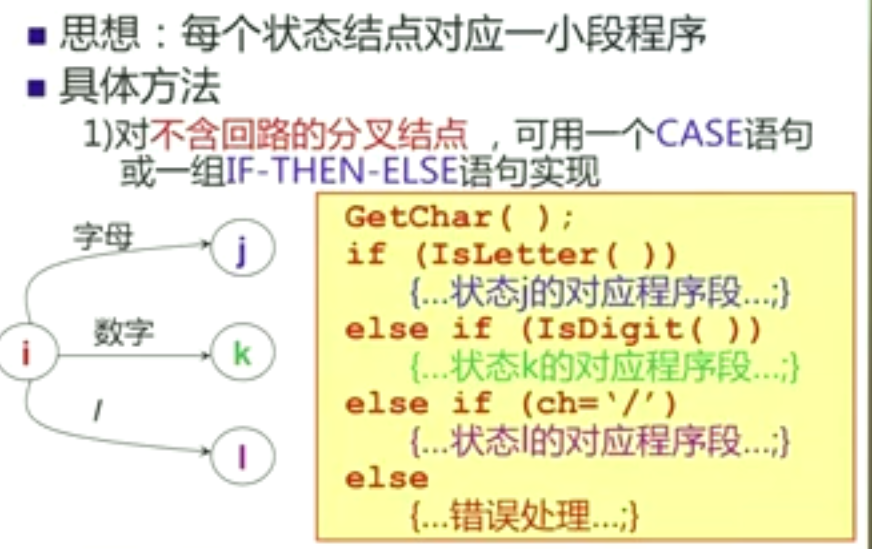 思想：每个状态结点对应一小段程序
具体方法
1)对不含回路的分叉结点 ，可用一个CASE语句
或一组IF-THEN-ELSE语句实现
字母
j
数字
i
k
/
l
GetChar( );
if (IsLetter( ))
{…状态j的对应程序段…;}
else if (IsDigit( ))
{…状态k的对应程序段…;}
else if (ch=‘/’)
{…状态l的对应程序段…;}
else
{…错误处理…;}